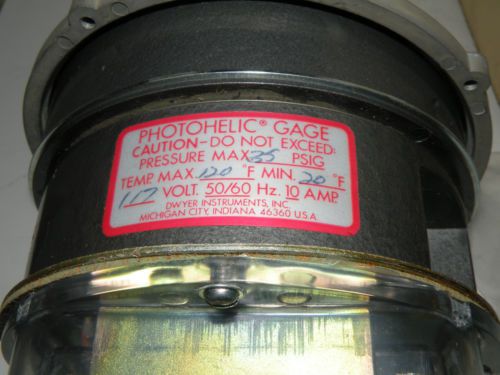 PHOTOHELIC® GAGE
CAUTION-DO NOT EXCEED:
PRESSURE MAX 35 PSIG
TEMP. MAX. 120 °F MIN. 20 °F
117 VOLT. 50/60 Hz. 10 AMP.
DWYER INSTRUMENTS, INC.
MICHIGAN CITY, INDIANA 46360 U.S.A.